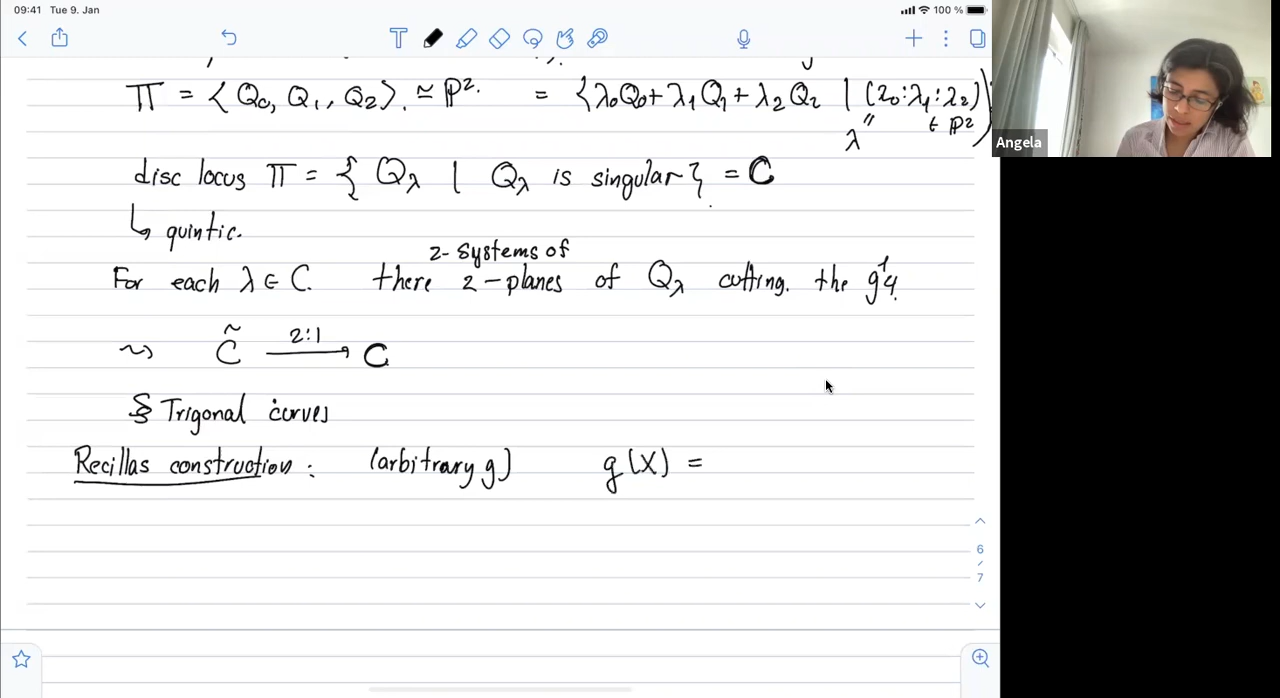 09:41 Tue 9. Jan 100 %
Π = ⟨Q₀, Q₁, Q₂⟩. ≃ ℙ². = {λ₀Q₀ + λ₁Q₁ + λ₂Q₂ | (λ₀:λ₁:λ₂)
λ ∈ ℙ² }
Angela
disc locus Π = { Q_λ | Q_λ is singular } = C
↳ quintic.
2-systems of
For each λ ∈ C. there 2-planes of Q_λ cutting. the g¹₄.
⇝ C̃ —2:1→ C
§ Trigonal curves
Recillas construction : (arbitrary g) g(X) =
6
/
7